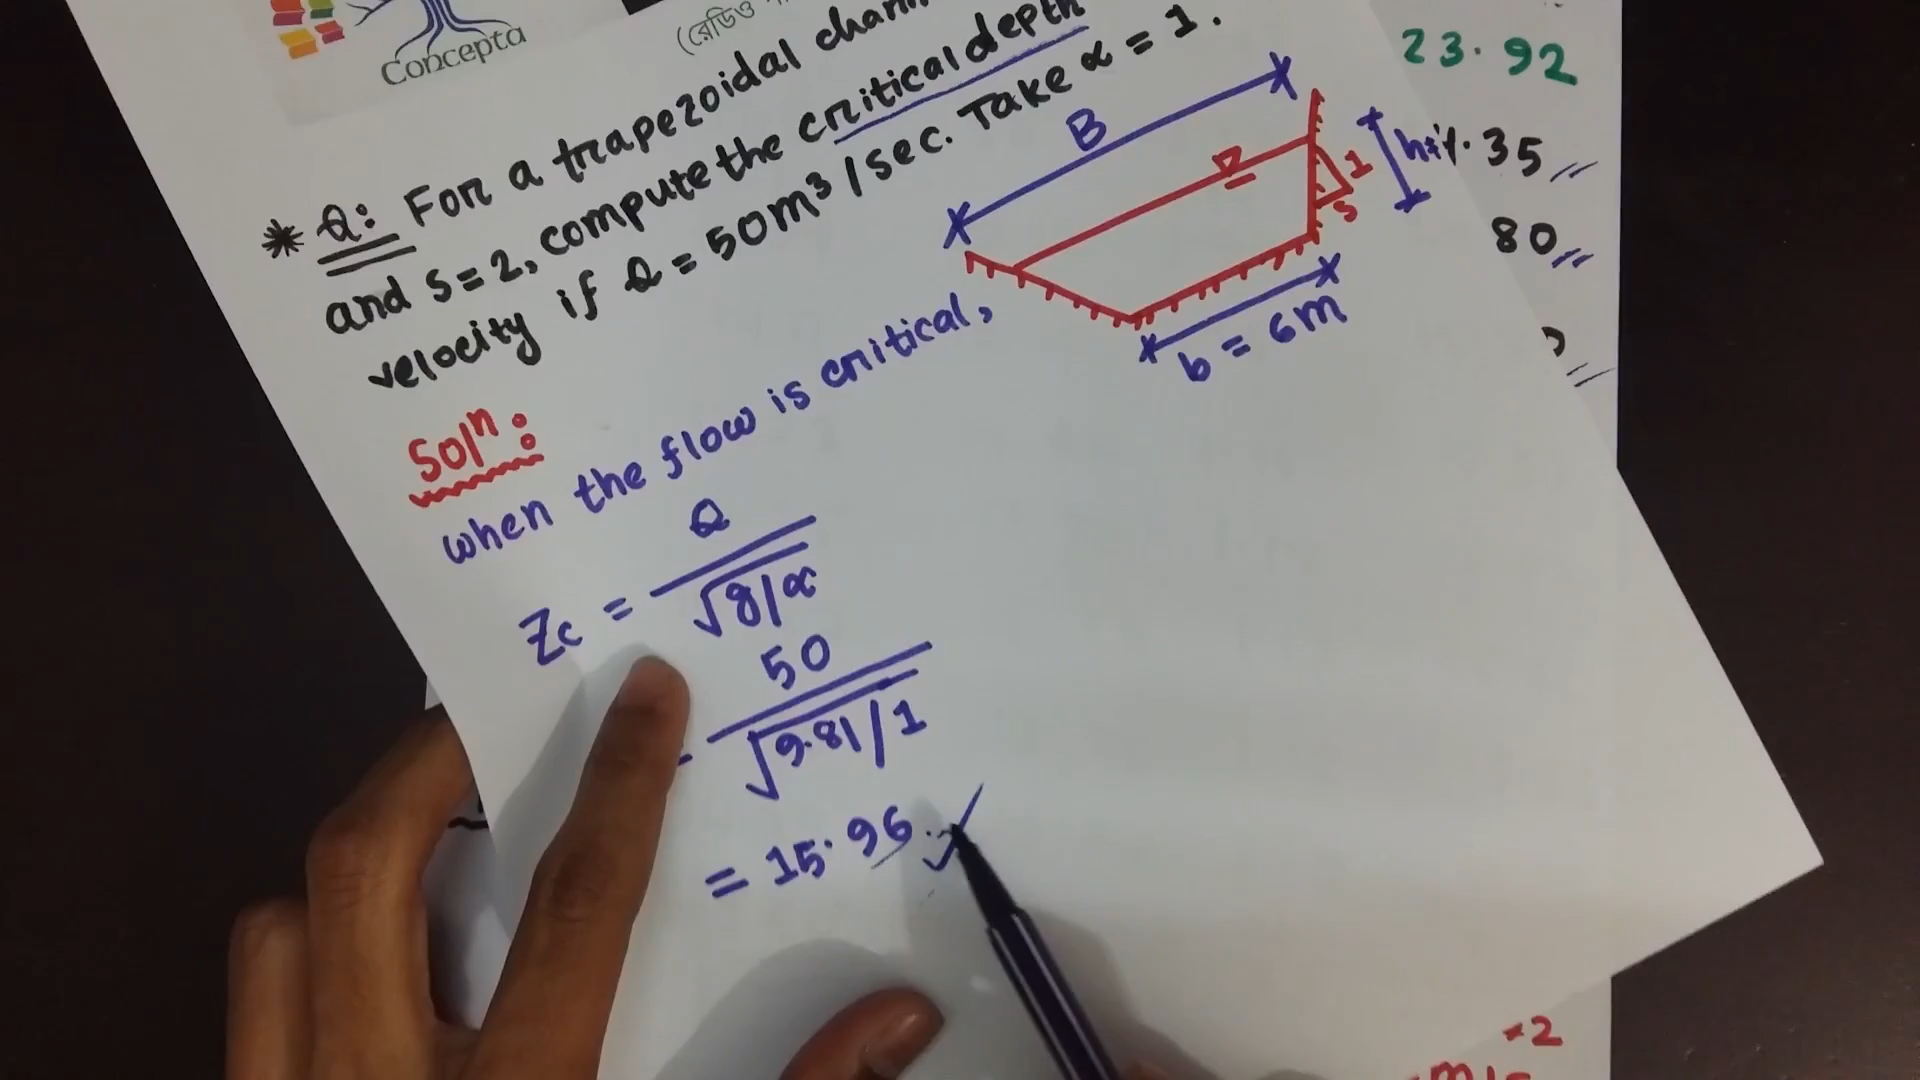 Concepta
(রেডিও
* Q: For a trapezoidal chann
and s = 2, compute the critical depth
velocity if Q = 50m³/sec. Take α = 1.
B
1
s
h
b = 6m
Solⁿ:
when the flow is critical,
Zc = Q / √g/α
= 50 / √9.81/1
= 15.96
23.92
.35
80
2